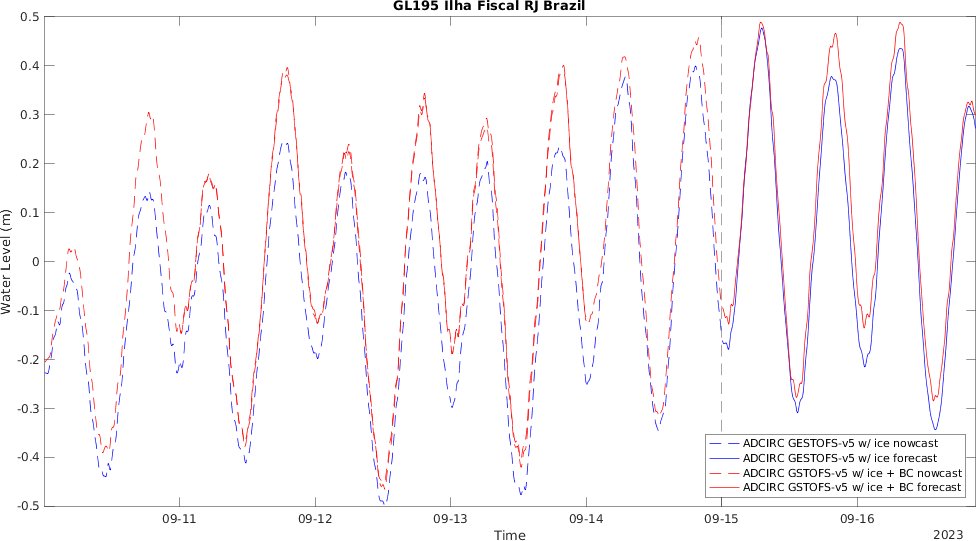 GL195 Ilha Fiscal RJ Brazil
0.5
0.4
0.3
0.2
0.1
0
-0.1
-0.2
-0.3
-0.4
-0.5
Water Level (m)
09-11
09-12
09-13
09-14
09-15
09-16
Time
2023
ADCIRC GESTOFS-v5 w/ ice nowcast
ADCIRC GESTOFS-v5 w/ ice forecast
ADCIRC GSTOFS-v5 w/ ice + BC nowcast
ADCIRC GSTOFS-v5 w/ ice + BC forecast